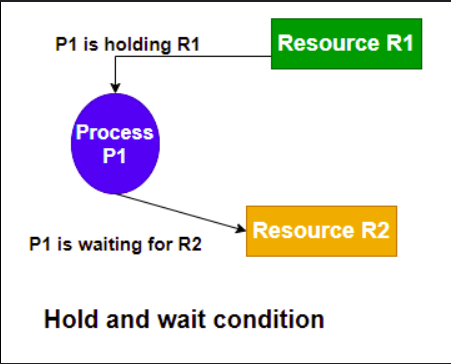 P1 is holding R1
Resource R1
Process
P1
Resource R2
P1 is waiting for R2
Hold and wait condition